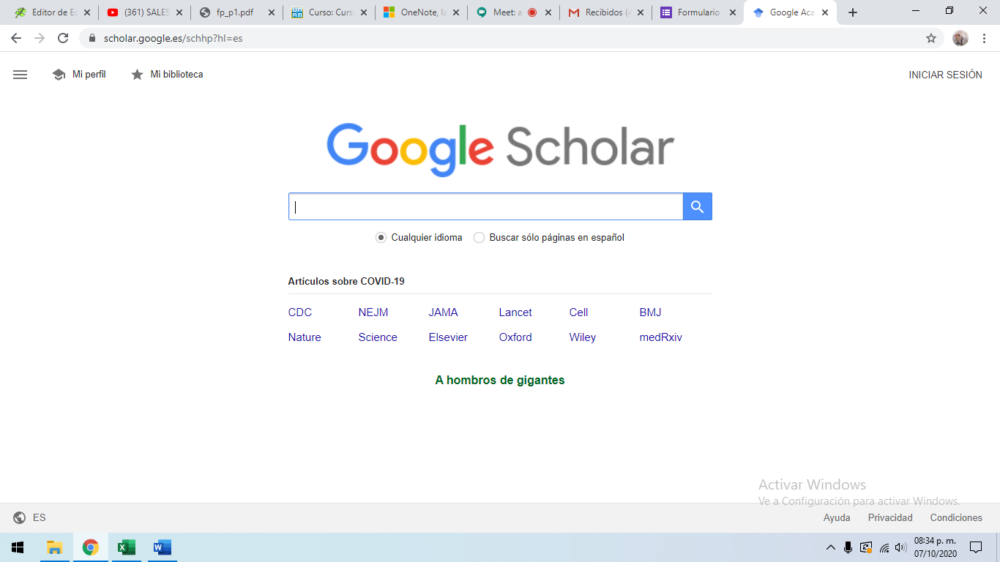 Editor de Ec (361) SALES fp_p1.pdf Curso: Curs OneNote, la Meet: a Recibidos (4 Formulario Google Aca
scholar.google.es/schhp?hl=es
Mi perfil Mi biblioteca INICIAR SESIÓN
Google Scholar
Cualquier idioma Buscar sólo páginas en español
Artículos sobre COVID-19
CDC NEJM JAMA Lancet Cell BMJ
Nature Science Elsevier Oxford Wiley medRxiv
A hombros de gigantes
Activar Windows
Ve a Configuración para activar Windows.
ES Ayuda Privacidad Condiciones
08:34 p. m.
07/10/2020